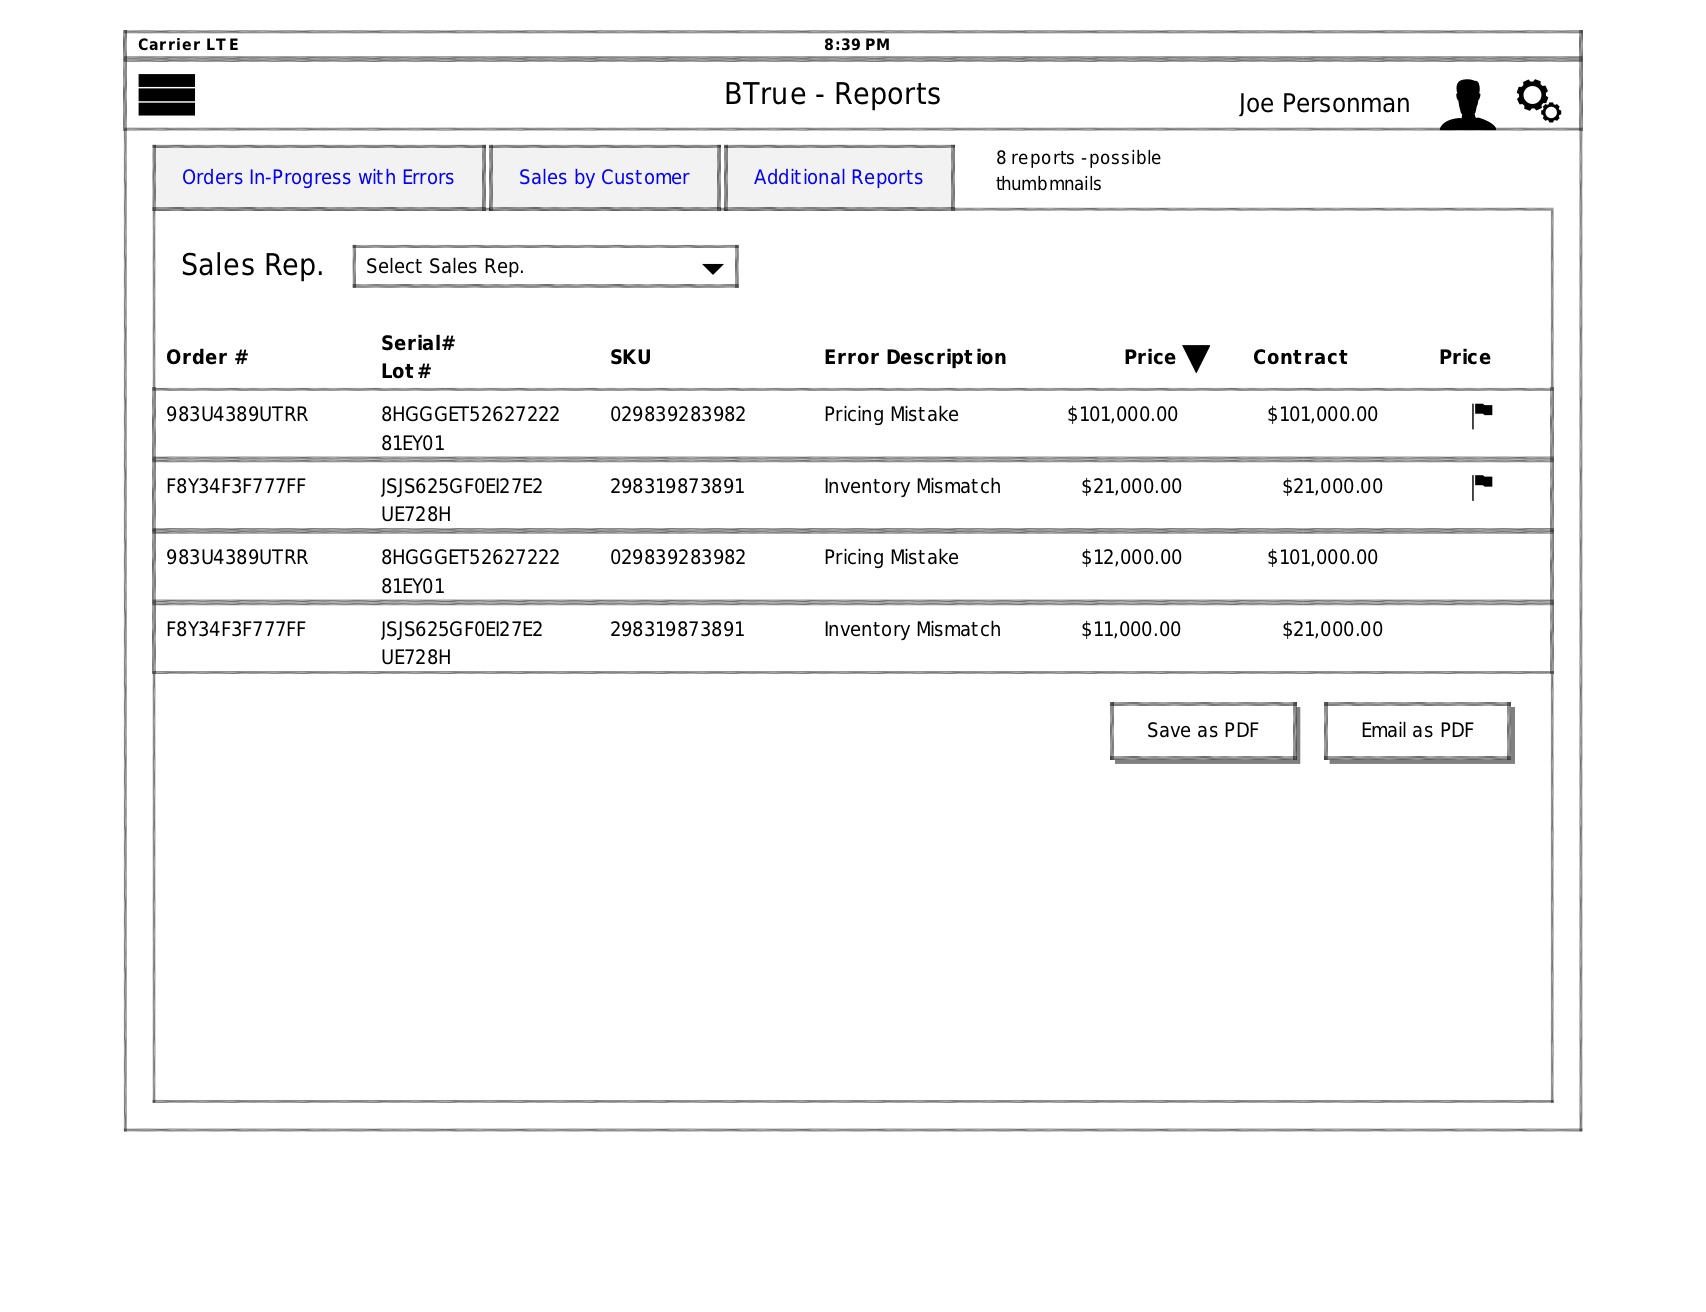 Carrier LTE 8:39 PM
BTrue - Reports Joe Personman
Orders In-Progress with Errors Sales by Customer Additional Reports
8 reports - possible
thumbmnails
Sales Rep. Select Sales Rep.
Order # Serial# Lot # SKU Error Description Price Contract Price
983U4389UTRR 8HGGGET52627222 029839283982 Pricing Mistake $101,000.00 $101,000.00
81EY01
F8Y34F3F777FF JSJS625GF0EI27E2 298319873891 Inventory Mismatch $21,000.00 $21,000.00
UE728H
983U4389UTRR 8HGGGET52627222 029839283982 Pricing Mistake $12,000.00 $101,000.00
81EY01
F8Y34F3F777FF JSJS625GF0EI27E2 298319873891 Inventory Mismatch $11,000.00 $21,000.00
UE728H
Save as PDF Email as PDF